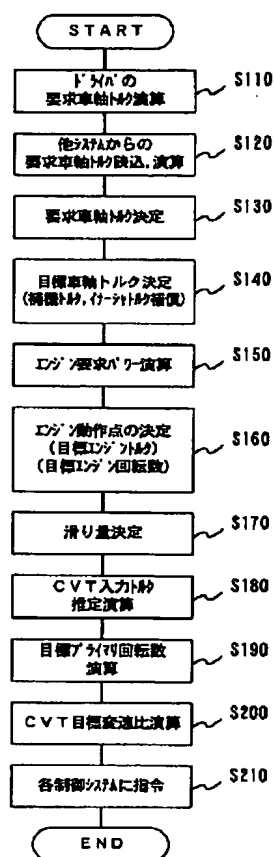 START
ドライバの
要求車軸トルク演算
S110
他システムからの
要求車軸トルク読込,演算
S120
要求車軸トルク決定
S130
目標車軸トルク決定
(補機トルク,イナーシャトルク補償)
S140
エンジン要求パワー演算
S150
エンジン動作点の決定
(目標エンジントルク)
(目標エンジン回転数)
S160
滑り量決定
S170
CVT入力トルク
推定演算
S180
目標プライマリ回転数
演算
S190
CVT目標変速比演算
S200
各制御システムに指令
S210
END